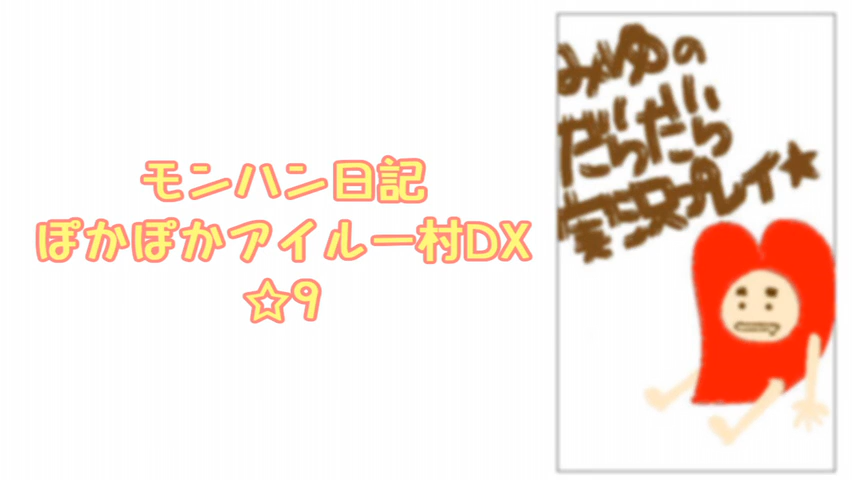 モンハン日記
ぽかぽかアイルー村DX
☆9
みゆの
だらだら
実況プレイ★